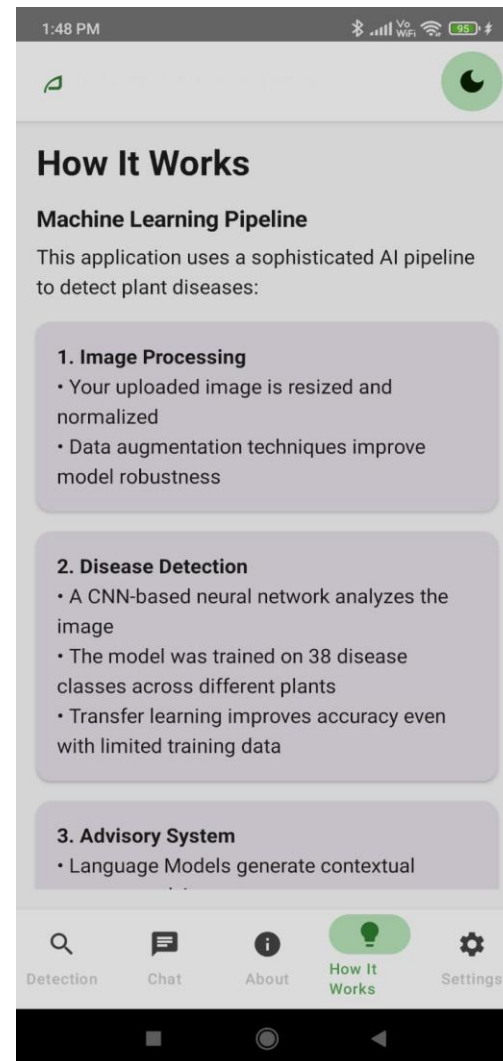 1:48 PM
Vo
WiFi
95
How It Works
Machine Learning Pipeline
This application uses a sophisticated AI pipeline
to detect plant diseases:
1. Image Processing
• Your uploaded image is resized and
normalized
• Data augmentation techniques improve
model robustness
2. Disease Detection
• A CNN-based neural network analyzes the
image
• The model was trained on 38 disease
classes across different plants
• Transfer learning improves accuracy even
with limited training data
3. Advisory System
• Language Models generate contextual
Detection
Chat
About
How It
Works
Settings